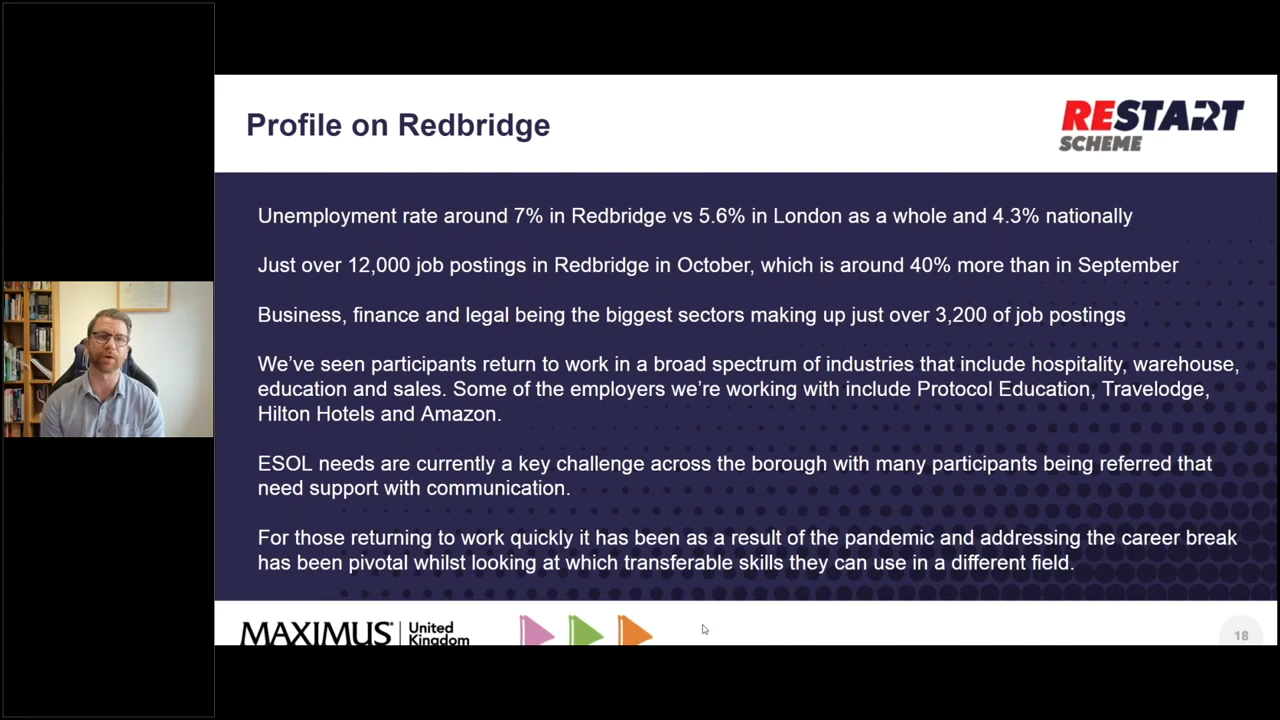 Profile on Redbridge
RESTART
SCHEME
Unemployment rate around 7% in Redbridge vs 5.6% in London as a whole and 4.3% nationally
Just over 12,000 job postings in Redbridge in October, which is around 40% more than in September
Business, finance and legal being the biggest sectors making up just over 3,200 of job postings
We’ve seen participants return to work in a broad spectrum of industries that include hospitality, warehouse,
education and sales. Some of the employers we’re working with include Protocol Education, Travelodge,
Hilton Hotels and Amazon.
ESOL needs are currently a key challenge across the borough with many participants being referred that
need support with communication.
For those returning to work quickly it has been as a result of the pandemic and addressing the career break
has been pivotal whilst looking at which transferable skills they can use in a different field.
MAXIMUS
United
Kingdom
18